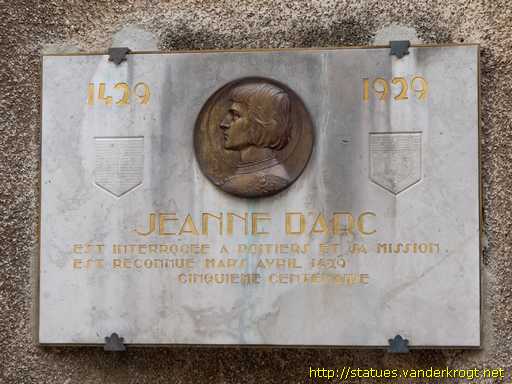 1429 1929
JEANNE D'ARC
EST INTERROGEE A POITIERS ET SA MISSION.
EST RECONNUE MARS AVRIL 1429
CINQUIEME CENTENAIRE
http://statues.vanderkrogt.net